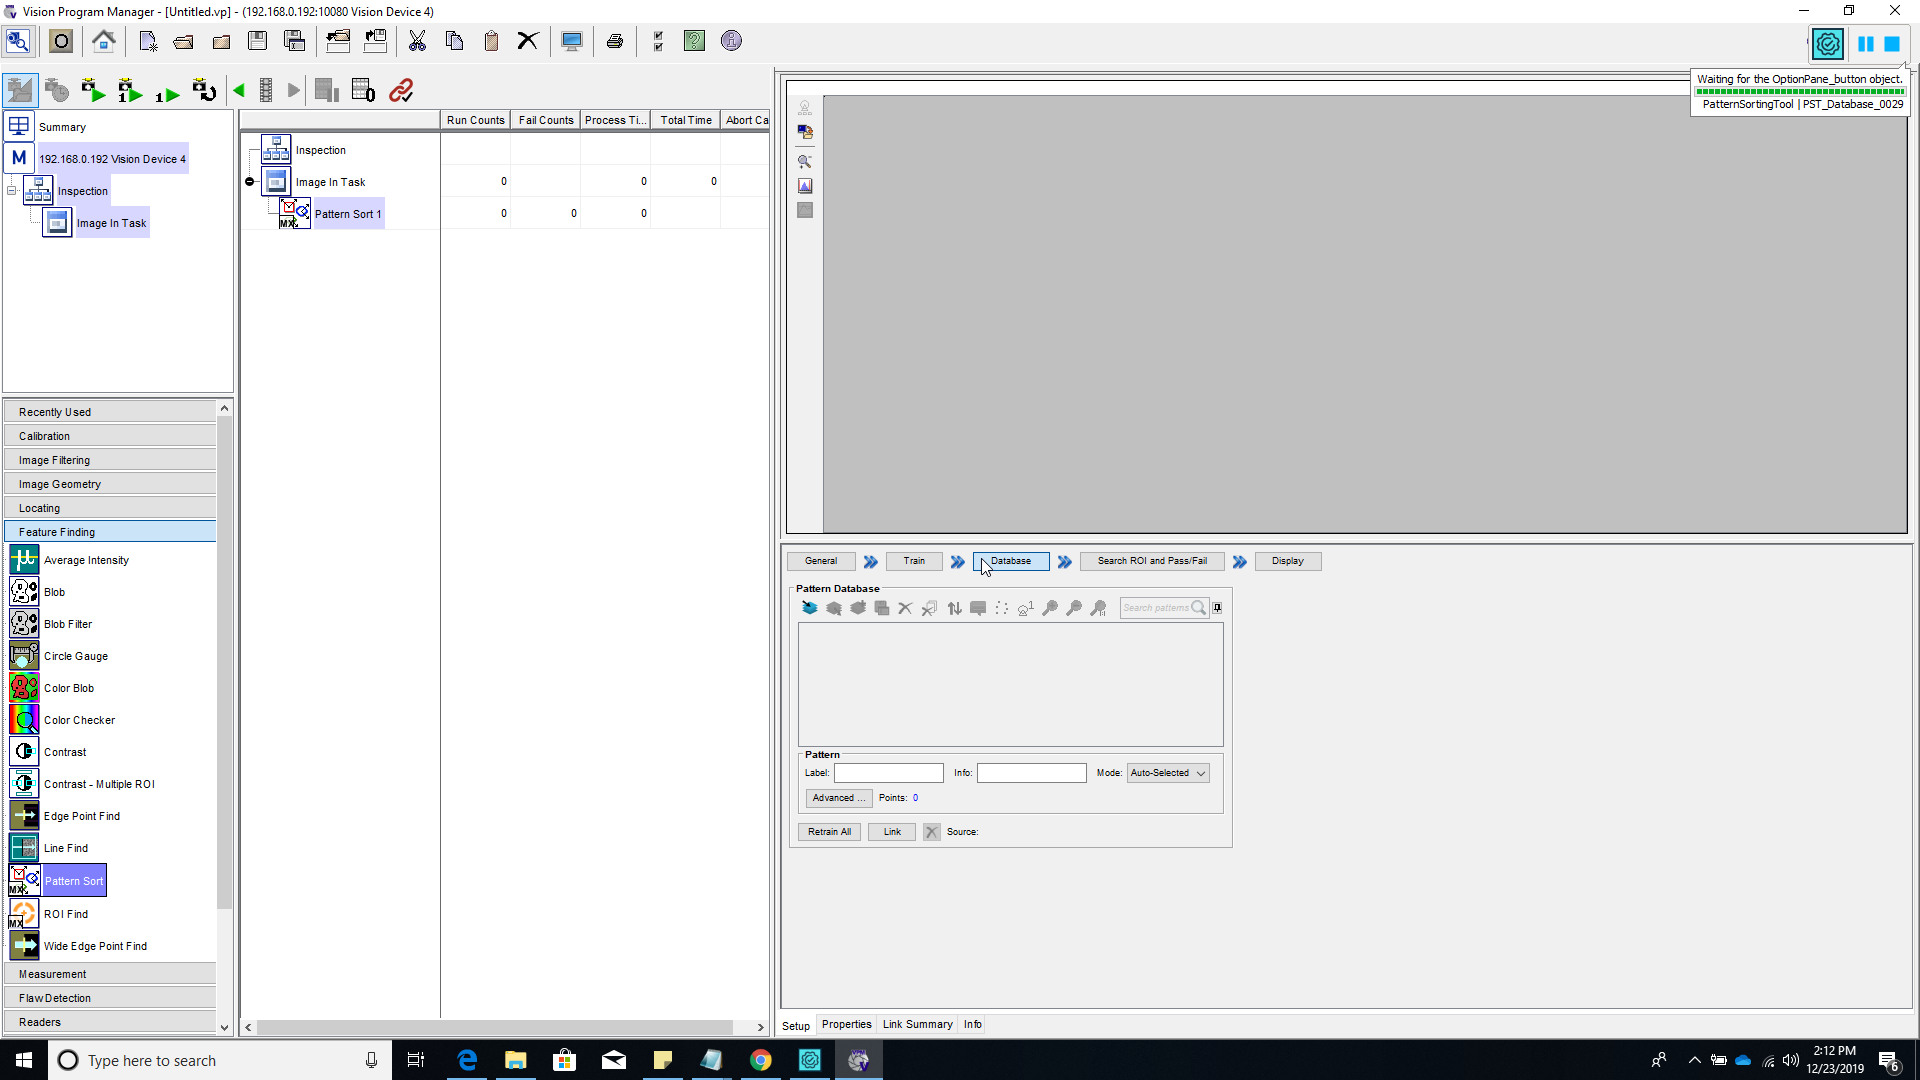 Vision Program Manager - [Untitled.vp] - (192.168.0.192:10080 Vision Device 4)
Waiting for the OptionPane_button object.
PatternSortingTool | PST_Database_0029
Summary
M 192.168.0.192 Vision Device 4
Inspection
Image In Task
Run Counts Fail Counts Process Ti... Total Time Abort Ca
Inspection
Image In Task 0 0 0
Pattern Sort 1 0 0 0
MX
Recently Used
Calibration
Image Filtering
Image Geometry
Locating
Feature Finding
Average Intensity
Blob
Blob Filter
Circle Gauge
Color Blob
Color Checker
Contrast
Contrast - Multiple ROI
Edge Point Find
Line Find
Pattern Sort
MX
ROI Find
MX
Wide Edge Point Find
Measurement
Flaw Detection
Readers
General Train Database Search ROI and Pass/Fail Display
Pattern Database
Search patterns
Pattern
Label: Info: Mode: Auto-Selected
Advanced ... Points: 0
Retrain All Link Source:
Setup Properties Link Summary Info
Type here to search
2:12 PM
12/23/2019
6